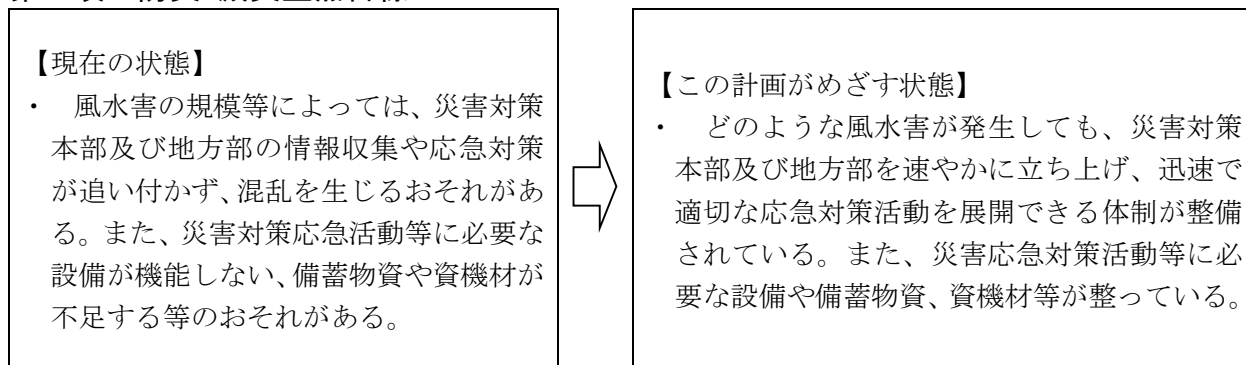 【現在の状態】
・ 風水害の規模等によっては、災害対策
本部及び地方部の情報収集や応急対策
が追い付かず、混乱を生じるおそれがあ
る。また、災害対策応急活動等に必要な
設備が機能しない、備蓄物資や資機材が
不足する等のおそれがある。
【この計画がめざす状態】
・ どのような風水害が発生しても、災害対策
本部及び地方部を速やかに立ち上げ、迅速で
適切な応急対策活動を展開できる体制が整備
されている。また、災害応急対策活動等に必
要な設備や備蓄物資、資機材等が整っている。